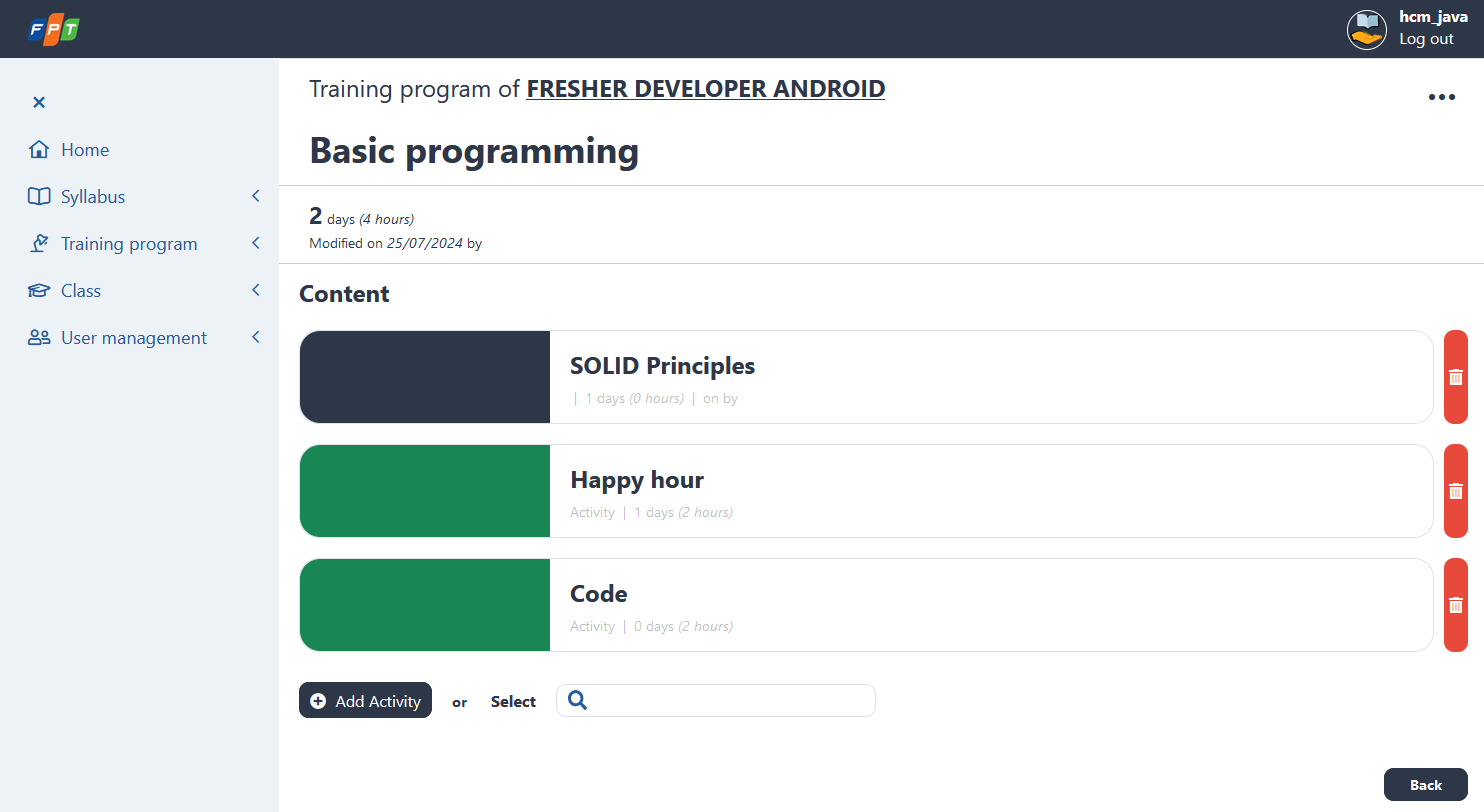 FPT
hcm_java
Log out
Home
Syllabus
Training program
Class
User management
Training program of FRESHER DEVELOPER ANDROID
Basic programming
2 days (4 hours)
Modified on 25/07/2024 by
Content
SOLID Principles
| 1 days (0 hours) | on by
Happy hour
Activity | 1 days (2 hours)
Code
Activity | 0 days (2 hours)
Add Activity or Select
Back